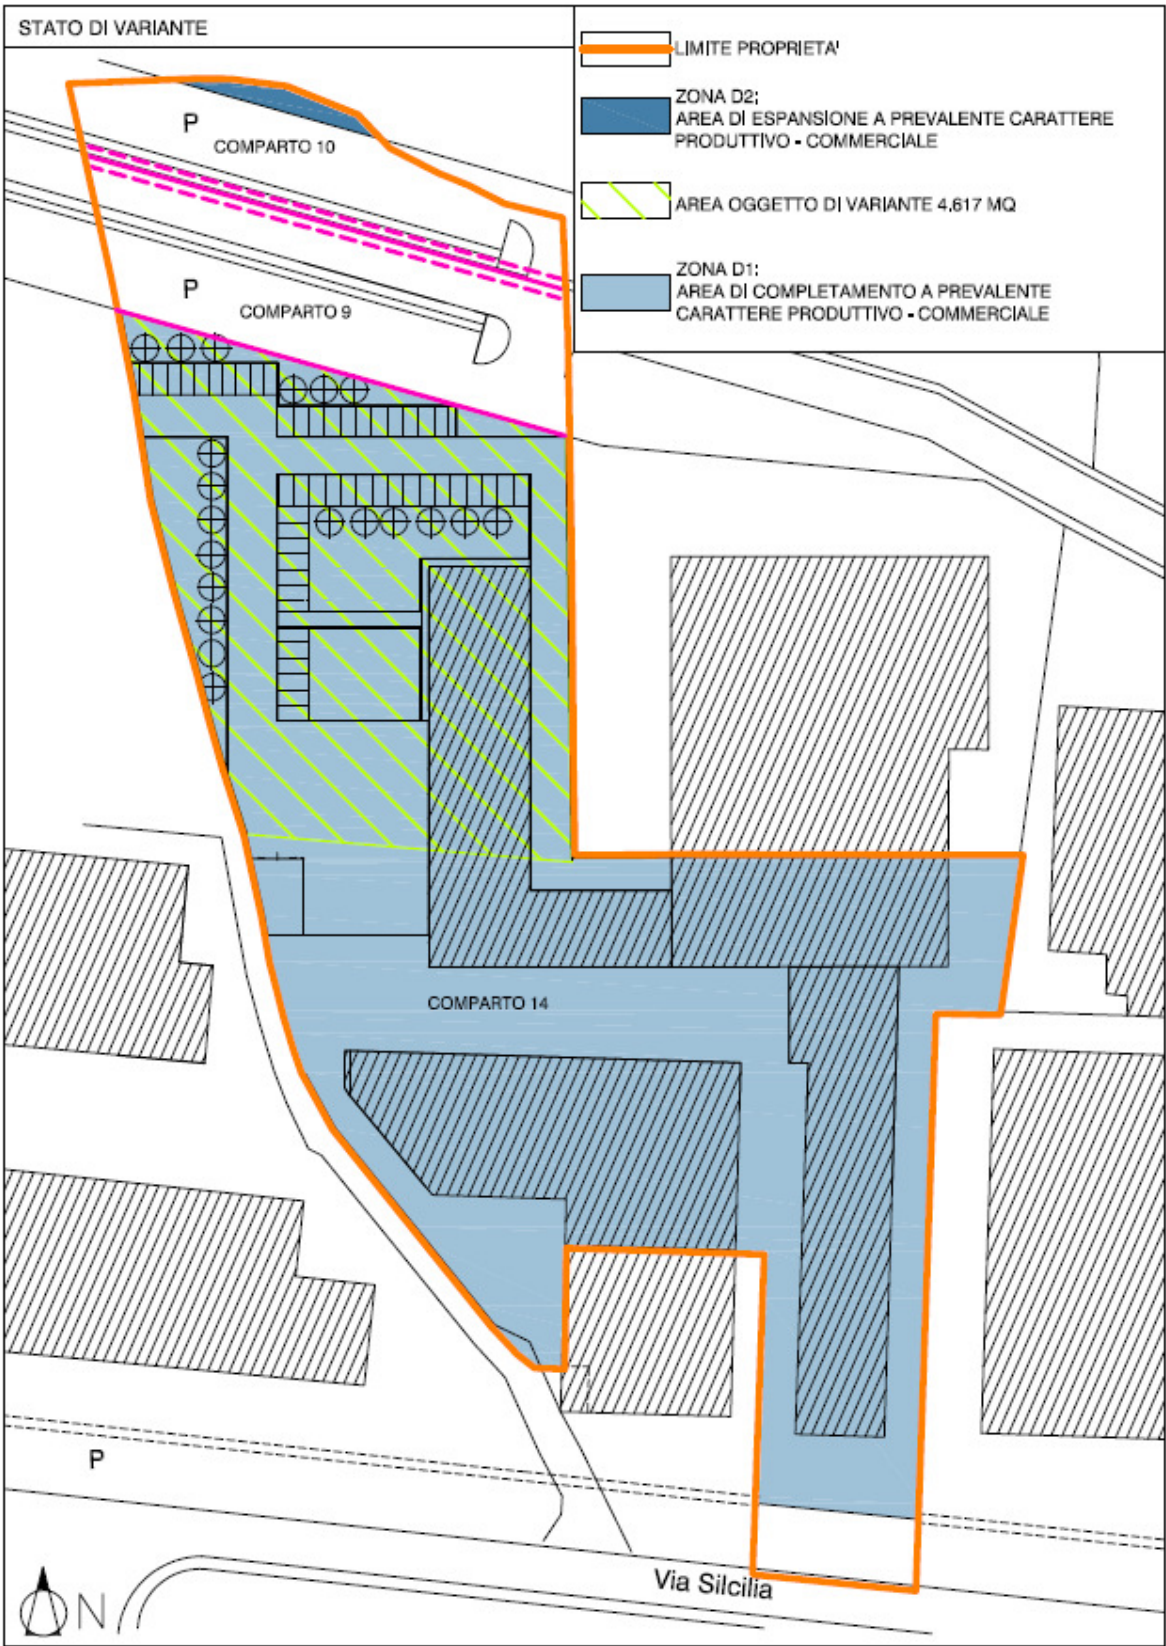 STATO DI VARIANTE
LIMITE PROPRIETA'
ZONA D2:
AREA DI ESPANSIONE A PREVALENTE CARATTERE
PRODUTTIVO - COMMERCIALE
AREA OGGETTO DI VARIANTE 4.617 MQ
ZONA D1:
AREA DI COMPLETAMENTO A PREVALENTE
CARATTERE PRODUTTIVO - COMMERCIALE
P
COMPARTO 10
P
COMPARTO 9
COMPARTO 14
P
Via Silcilia
N